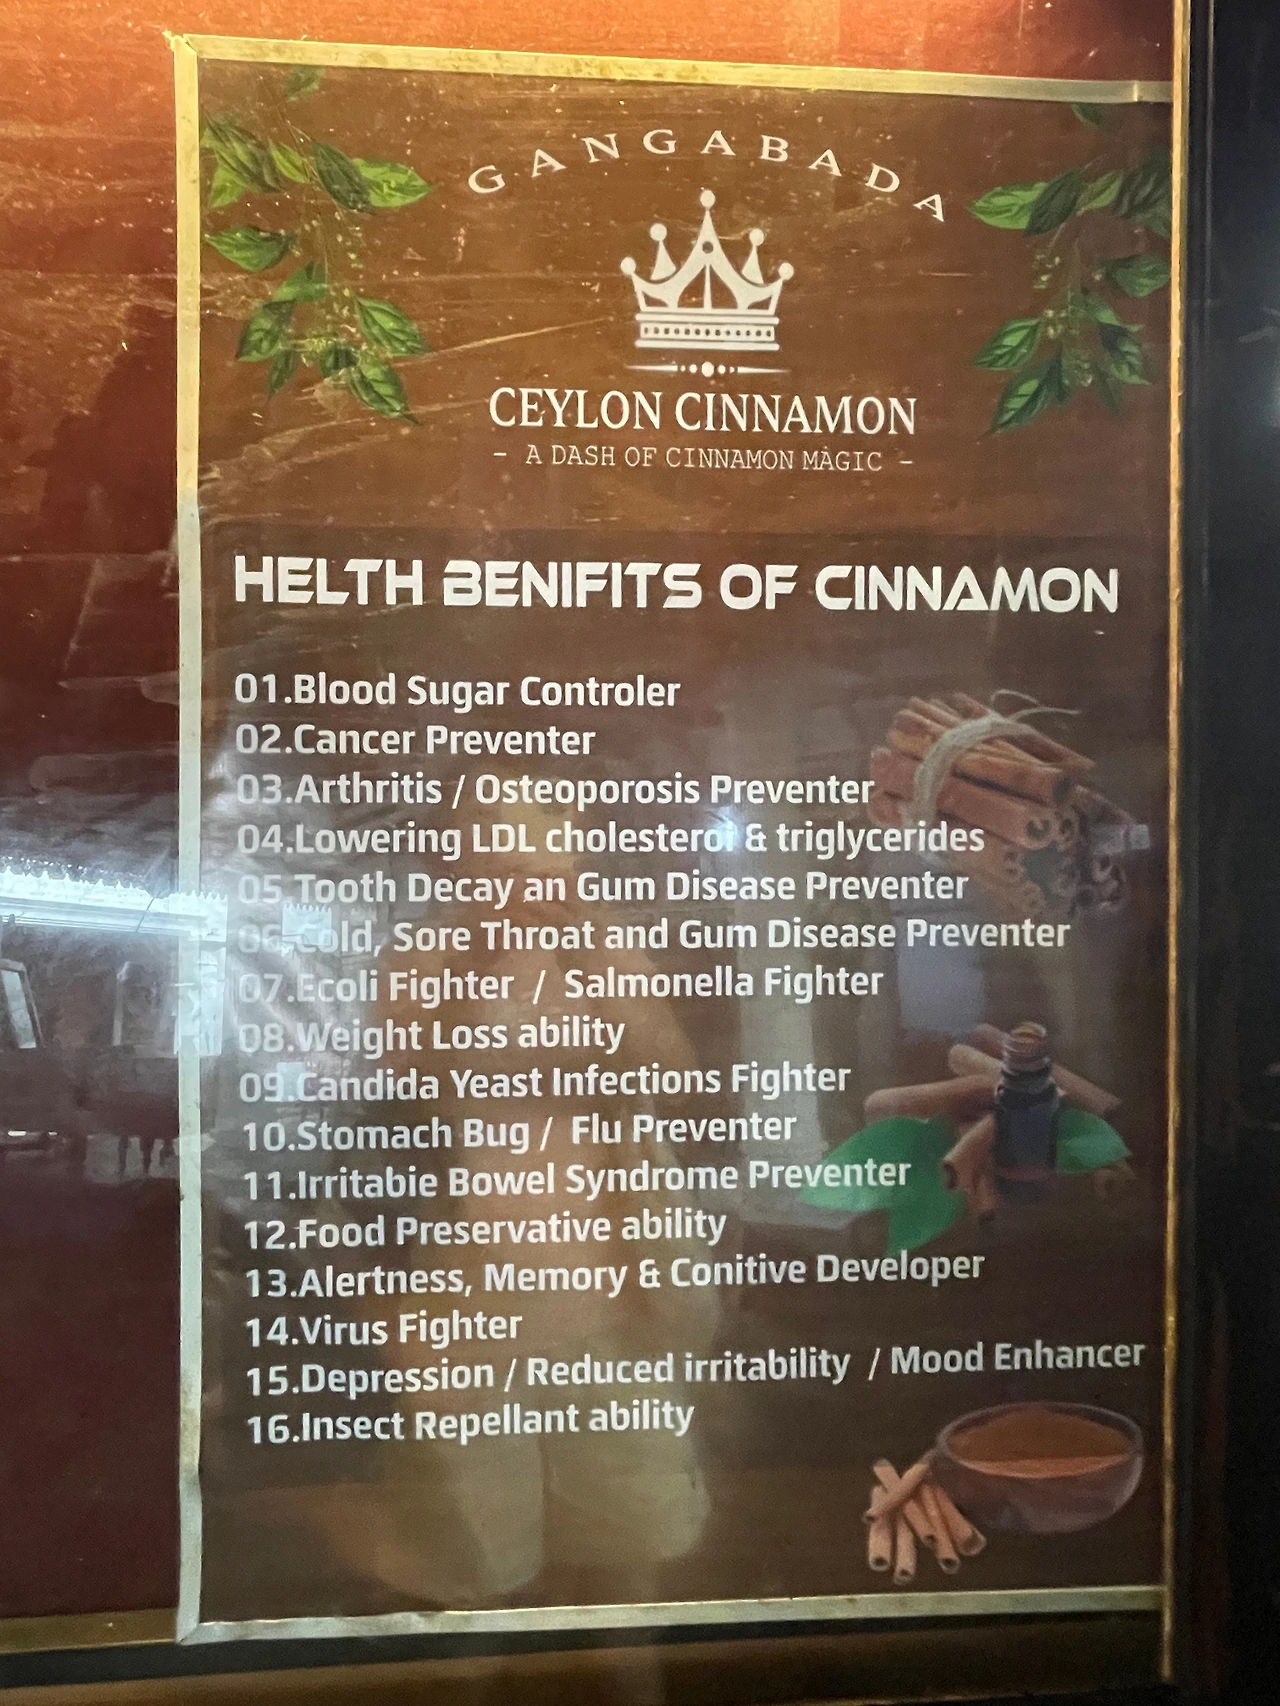 GANGABADA
CEYLON CINNAMON
- A DASH OF CINNAMON MAGIC -
HELTH BENIFITS OF CINNAMON
01.Blood Sugar Controler
02.Cancer Preventer
03.Arthritis / Osteoporosis Preventer
04.Lowering LDL cholesterol & triglycerides
05.Tooth Decay an Gum Disease Preventer
06.Cold, Sore Throat and Gum Disease Preventer
07.Ecoli Fighter / Salmonella Fighter
08.Weight Loss ability
09.Candida Yeast Infections Fighter
10.Stomach Bug / Flu Preventer
11.Irritabie Bowel Syndrome Preventer
12.Food Preservative ability
13.Alertness, Memory & Conitive Developer
14.Virus Fighter
15.Depression / Reduced irritability / Mood Enhancer
16.Insect Repellant ability